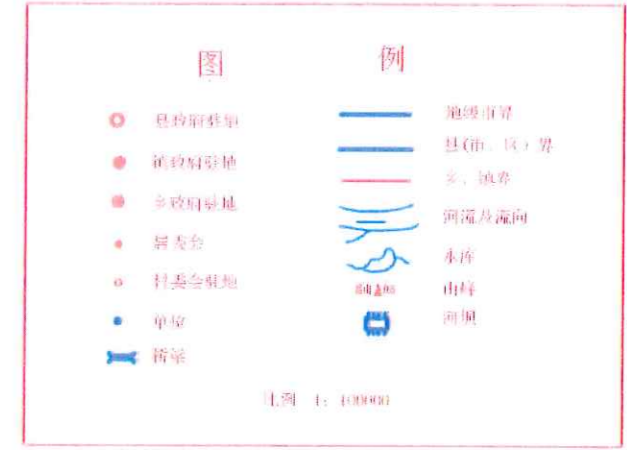 图 例
县政府驻地
镇政府驻地
乡政府驻地
居委会
村委会驻地
单位
桥梁
地级市界
县(市、区)界
乡、镇界
河流及流向
水库
山峰
河坝
比例 1：100000